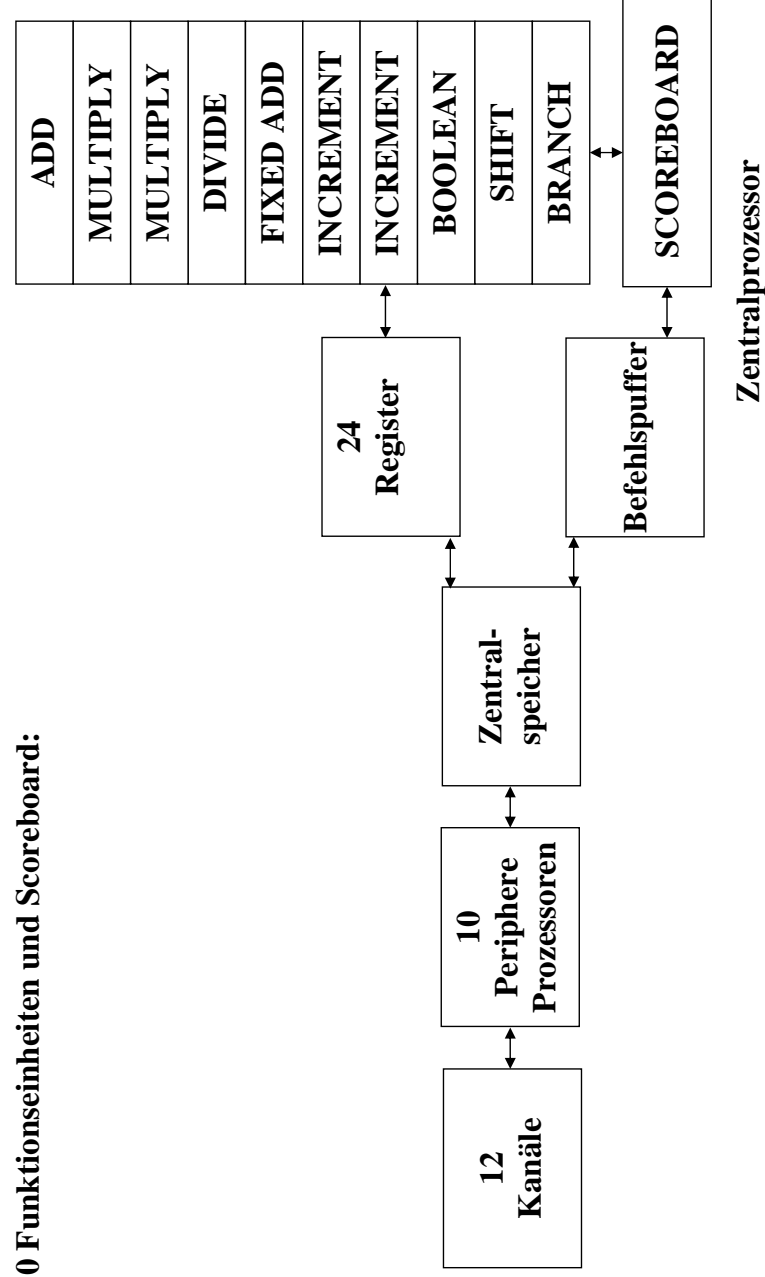 0 Funktionseinheiten und Scoreboard:
12
Kanäle
10
Periphere
Prozessoren
Zentral-
speicher
24
Register
Befehlspuffer
ADD
MULTIPLY
MULTIPLY
DIVIDE
FIXED ADD
INCREMENT
INCREMENT
BOOLEAN
SHIFT
BRANCH
SCOREBOARD
Zentralprozessor